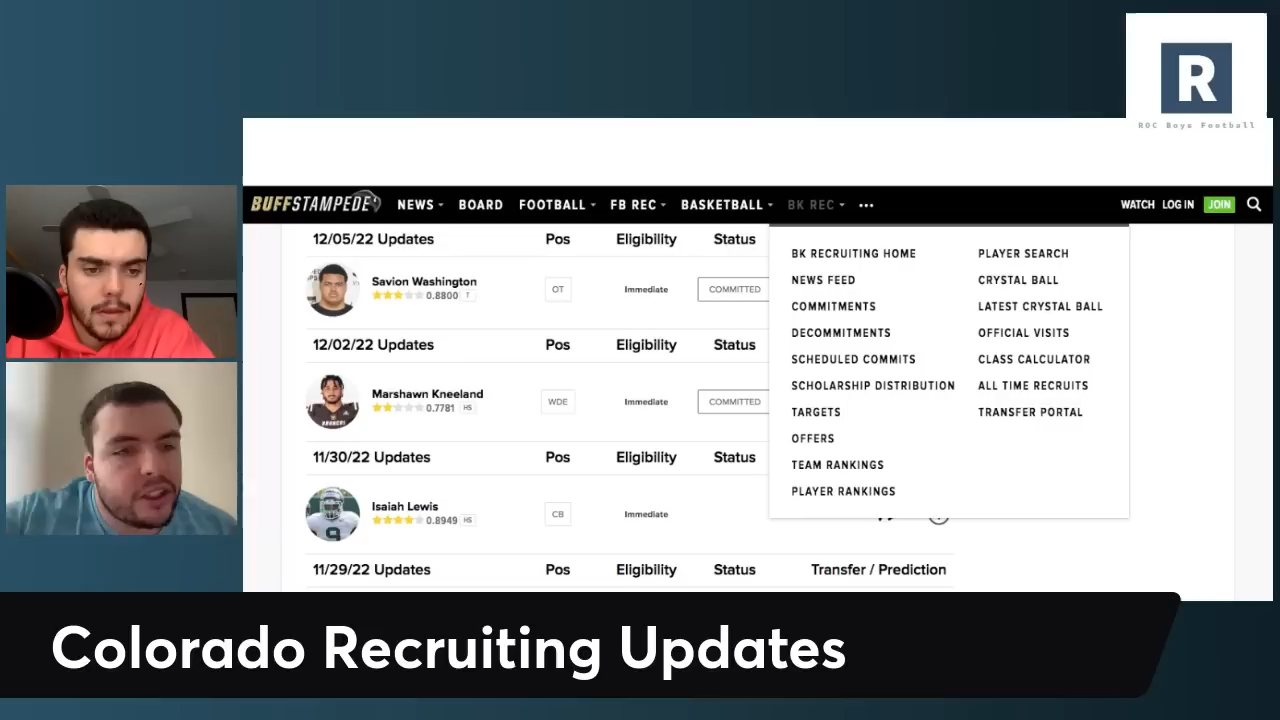 R
ROC Boys Football
BUFFSTAMPEDE NEWS BOARD FOOTBALL FB REC BASKETBALL BK REC ••• WATCH LOG IN JOIN
12/05/22 Updates Pos Eligibility Status
Savion Washington
0.8800 T OT Immediate COMMITTED
12/02/22 Updates Pos Eligibility Status
Marshawn Kneeland
0.7781 HS WDE Immediate COMMITTED
11/30/22 Updates Pos Eligibility Status
Isaiah Lewis
0.8949 HS CB Immediate
9
11/29/22 Updates Pos Eligibility Status Transfer / Prediction
BK RECRUITING HOME PLAYER SEARCH
NEWS FEED CRYSTAL BALL
COMMITMENTS LATEST CRYSTAL BALL
DECOMMITMENTS OFFICIAL VISITS
SCHEDULED COMMITS CLASS CALCULATOR
SCHOLARSHIP DISTRIBUTION ALL TIME RECRUITS
TARGETS TRANSFER PORTAL
OFFERS
TEAM RANKINGS
PLAYER RANKINGS
Colorado Recruiting Updates